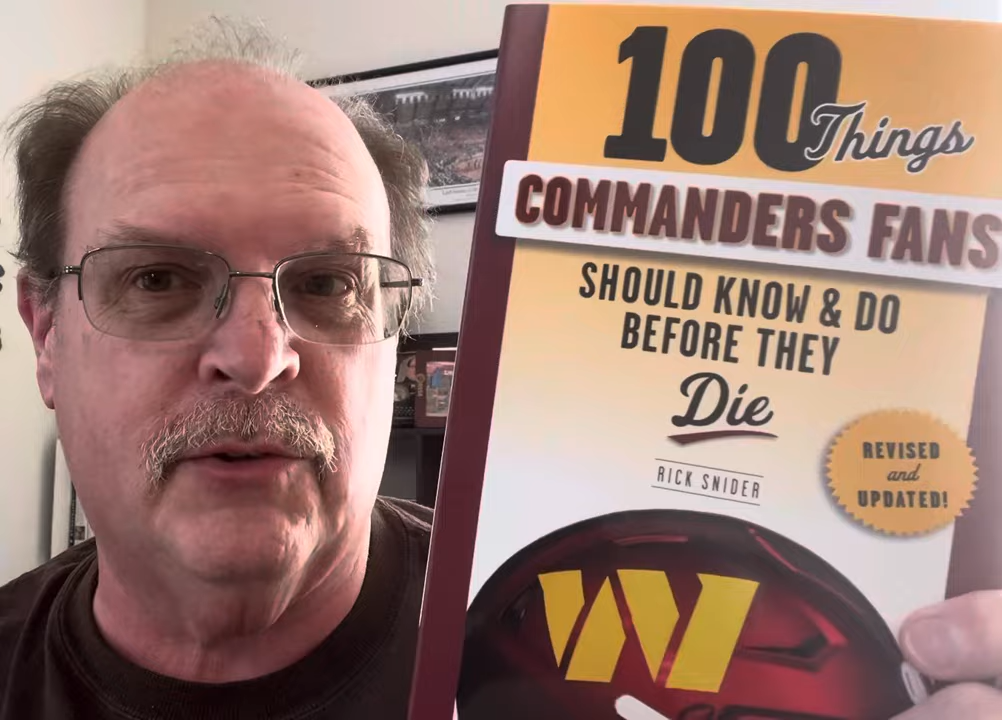 100 Things
COMMANDERS FANS
SHOULD KNOW & DO
BEFORE THEY
Die
RICK SNIDER
REVISED
and
UPDATED!
W